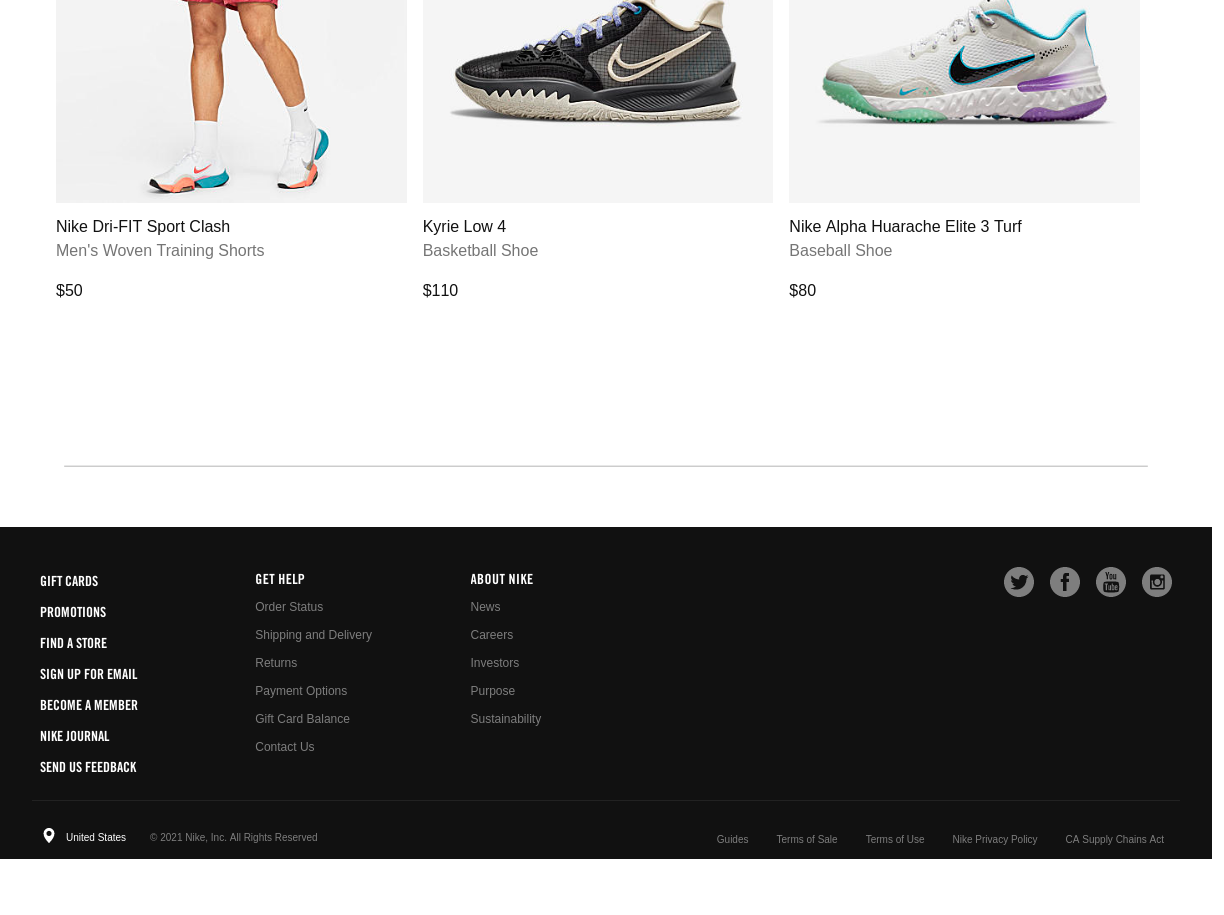 Nike Dri-FIT Sport Clash
Men's Woven Training Shorts
$50
Kyrie Low 4
Basketball Shoe
$110
Nike Alpha Huarache Elite 3 Turf
Baseball Shoe
$80
GIFT CARDS
PROMOTIONS
FIND A STORE
SIGN UP FOR EMAIL
BECOME A MEMBER
NIKE JOURNAL
SEND US FEEDBACK
GET HELP
Order Status
Shipping and Delivery
Returns
Payment Options
Gift Card Balance
Contact Us
ABOUT NIKE
News
Careers
Investors
Purpose
Sustainability
You
Tube
United States
© 2021 Nike, Inc. All Rights Reserved
Guides
Terms of Sale
Terms of Use
Nike Privacy Policy
CA Supply Chains Act